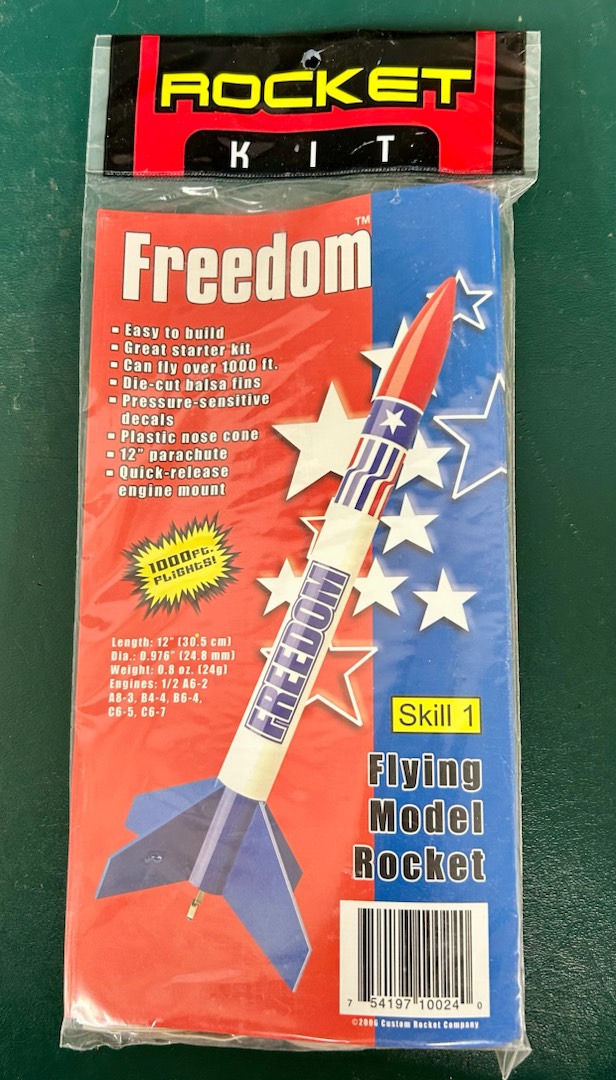 ROCKET
KIT
Freedom™
- Easy to build
- Great starter kit
- Can fly over 1000 ft.
- Die-cut balsa fins
- Pressure-sensitive
decals
- Plastic nose cone
- 12" parachute
- Quick-release
engine mount
1000 FT.
FLIGHTS!
Length: 12" (30.5 cm)
Dia.: 0.976" (24.8 mm)
Weight: 0.8 oz. (24g)
Engines: 1/2 A6-2
A8-3, B4-4, B6-4,
C6-5, C6-7
FREEDOM
Skill 1
Flying
Model
Rocket
7 54197 10024 0
©2006 Custom Rocket Company